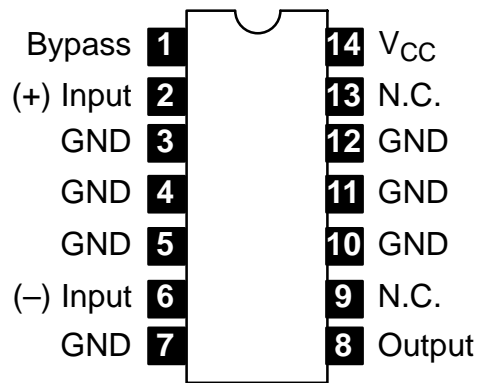 Bypass 1 14 VCC
(+) Input 2 13 N.C.
GND 3 12 GND
GND 4 11 GND
GND 5 10 GND
(–) Input 6 9 N.C.
GND 7 8 Output